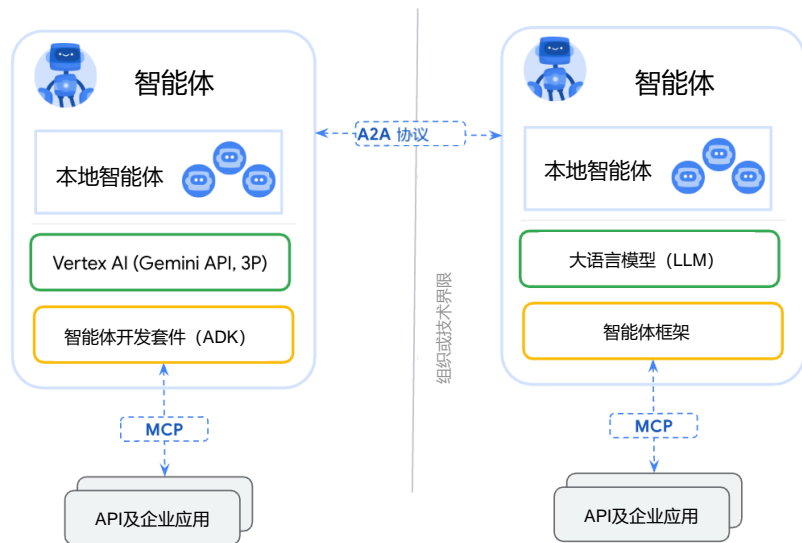 智能体
本地智能体
Vertex AI (Gemini API, 3P)
智能体开发套件（ADK）
MCP
API及企业应用
A2A 协议
组织或技术界限
智能体
本地智能体
大语言模型（LLM）
智能体框架
MCP
API及企业应用